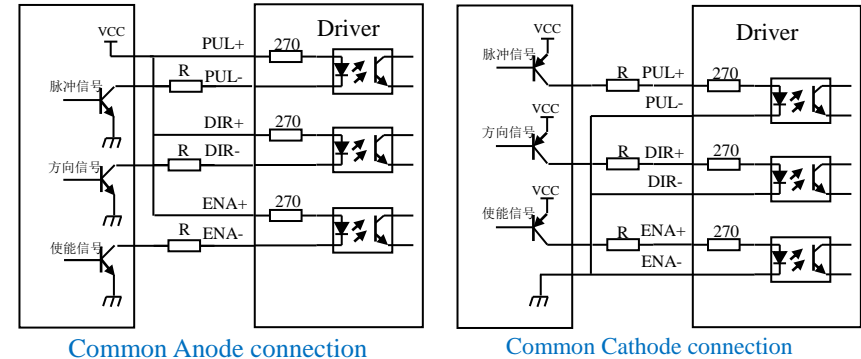 Driver
VCC
PUL+
270
脉冲信号
R
PUL-
DIR+
270
方向信号
R
DIR-
ENA+
270
使能信号
R
ENA-
Common Anode connection
Driver
VCC
脉冲信号
R
PUL+
270
PUL-
VCC
方向信号
R
DIR+
270
DIR-
VCC
使能信号
R
ENA+
270
ENA-
Common Cathode connection